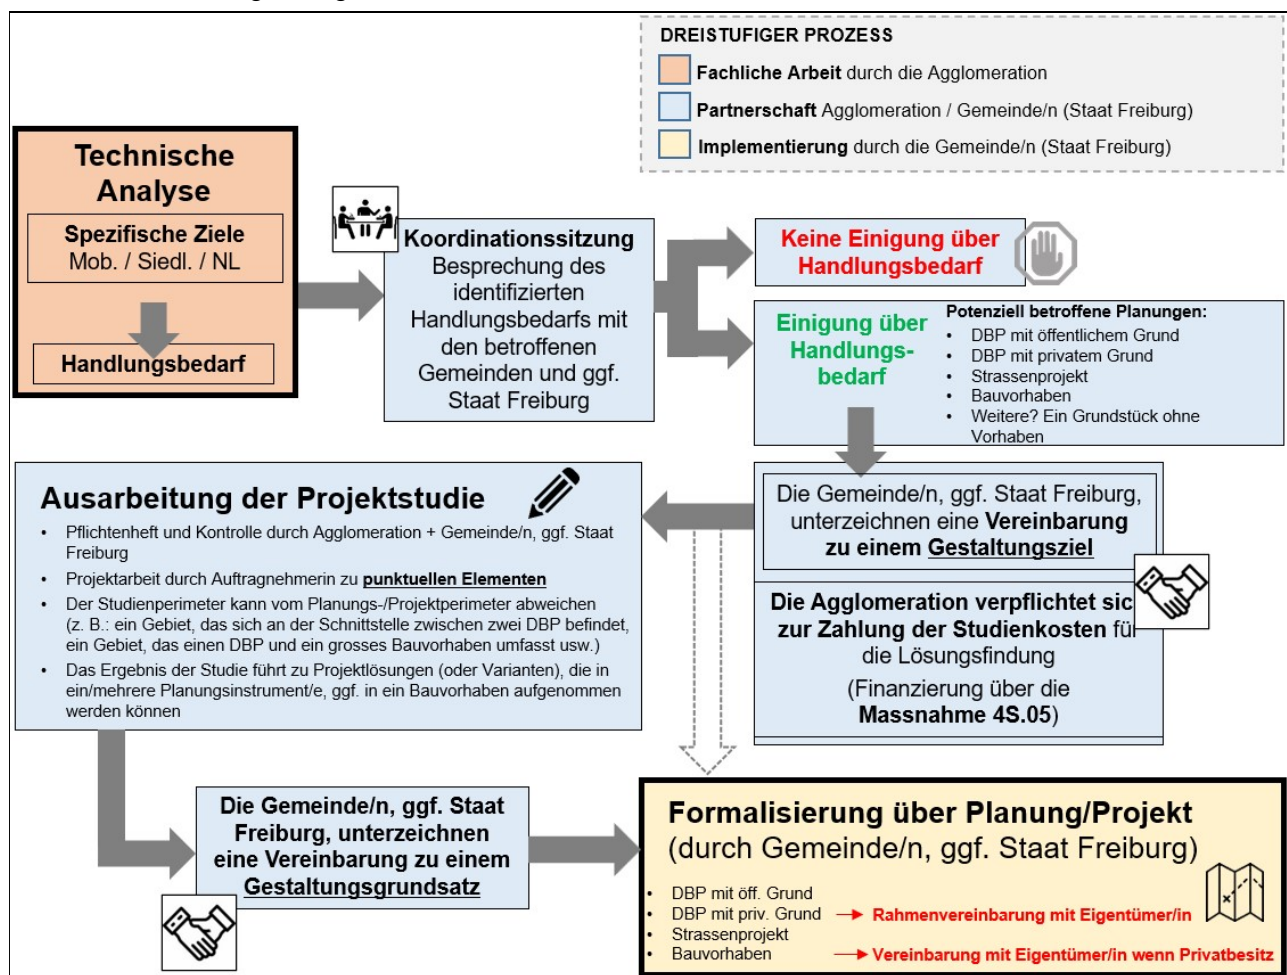 DREISTUFIGER PROZESS
Fachliche Arbeit durch die Agglomeration
Partnerschaft Agglomeration / Gemeinde/n (Staat Freiburg)
Implementierung durch die Gemeinde/n (Staat Freiburg)
Technische
Analyse
Spezifische Ziele
Mob. / Siedl. / NL
Handlungsbedarf
Koordinationssitzung
Besprechung des
identifizierten
Handlungsbedarfs mit
den betroffenen
Gemeinden und ggf.
Staat Freiburg
Keine Einigung über
Handlungsbedarf
Einigung über
Handlungs-
bedarf
Potenziell betroffene Planungen:
• DBP mit öffentlichem Grund
• DBP mit privatem Grund
• Strassenprojekt
• Bauvorhaben
• Weitere? Ein Grundstück ohne
Vorhaben
Die Gemeinde/n, ggf. Staat Freiburg,
unterzeichnen eine Vereinbarung
zu einem Gestaltungsziel
Die Agglomeration verpflichtet sich
zur Zahlung der Studienkosten für
die Lösungsfindung
(Finanzierung über die
Massnahme 4S.05)
Ausarbeitung der Projektstudie
• Pflichtenheft und Kontrolle durch Agglomeration + Gemeinde/n, ggf. Staat
Freiburg
• Projektarbeit durch Auftragnehmerin zu punktuellen Elementen
• Der Studienperimeter kann vom Planungs-/Projektperimeter abweichen
(z. B.: ein Gebiet, das sich an der Schnittstelle zwischen zwei DBP befindet,
ein Gebiet, das einen DBP und ein grosses Bauvorhaben umfasst usw.)
• Das Ergebnis der Studie führt zu Projektlösungen (oder Varianten), die in
ein/mehrere Planungsinstrument/e, ggf. in ein Bauvorhaben aufgenommen
werden können
Die Gemeinde/n, ggf. Staat
Freiburg, unterzeichnen
eine Vereinbarung zu einem
Gestaltungsgrundsatz
Formalisierung über Planung/Projekt
(durch Gemeinde/n, ggf. Staat Freiburg)
• DBP mit öff. Grund
• DBP mit priv. Grund → Rahmenvereinbarung mit Eigentümer/in
• Strassenprojekt
• Bauvorhaben → Vereinbarung mit Eigentümer/in wenn Privatbesitz